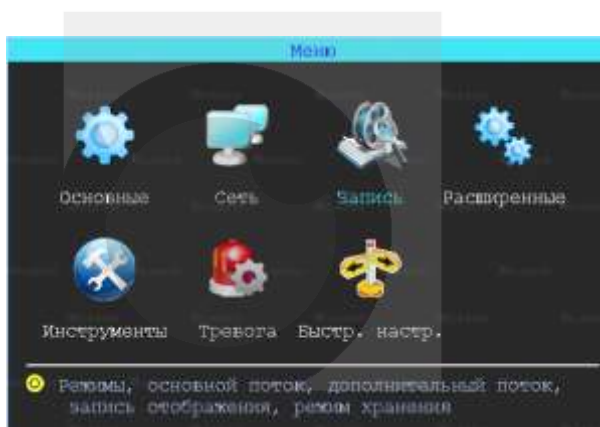 Меню
Основные Сеть Запись Расширенные
Инструменты Тревога Быстр. настр.
Режимы, основной поток, дополнительный поток,
запись отображения, режим хранения